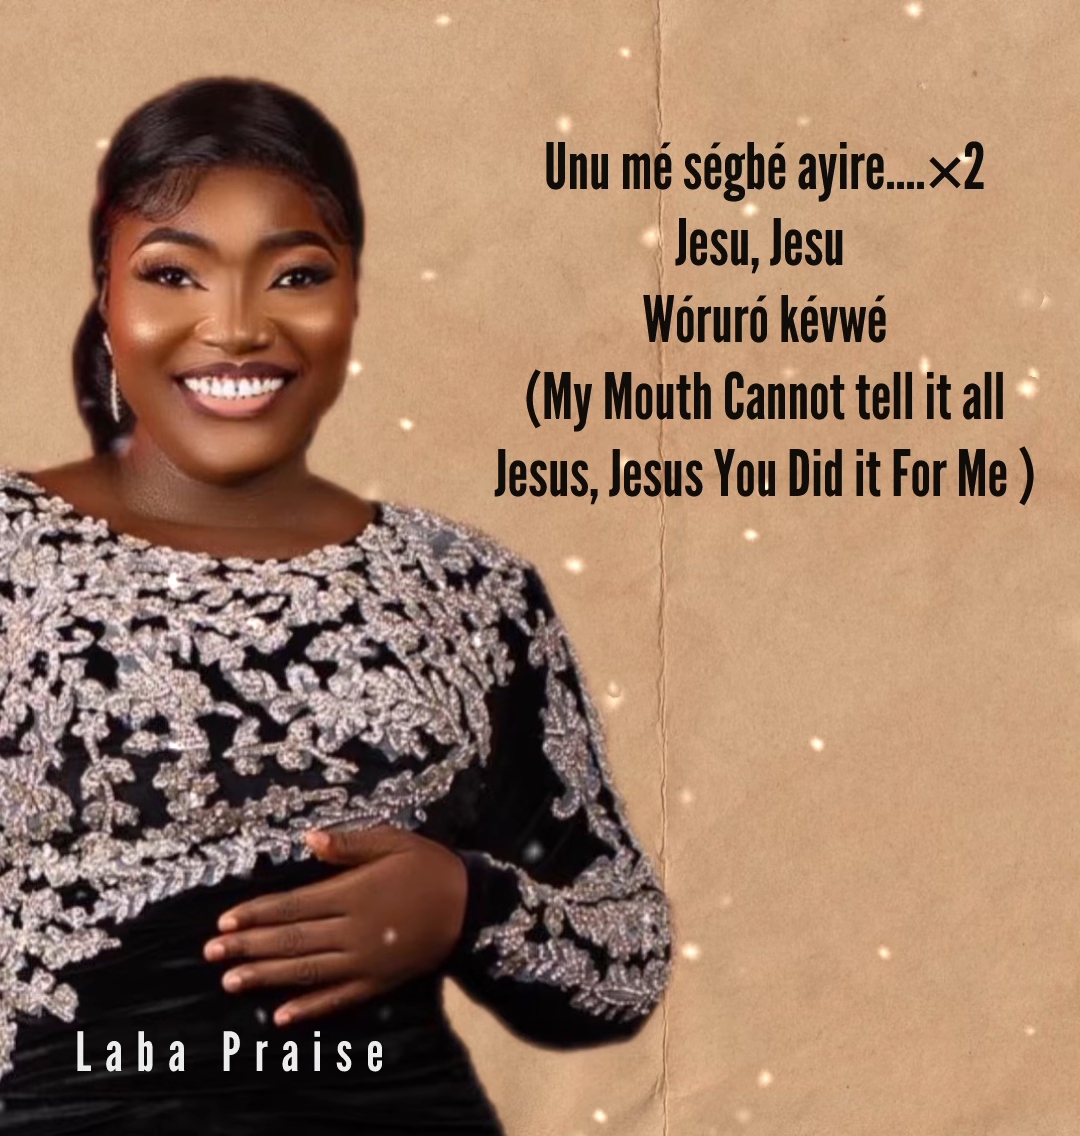 Unu mé ségbé ayire....×2
Jesu, Jesu
Wóruró kévwé
(My Mouth Cannot tell it all
Jesus, Jesus You Did it For Me )
Laba Praise